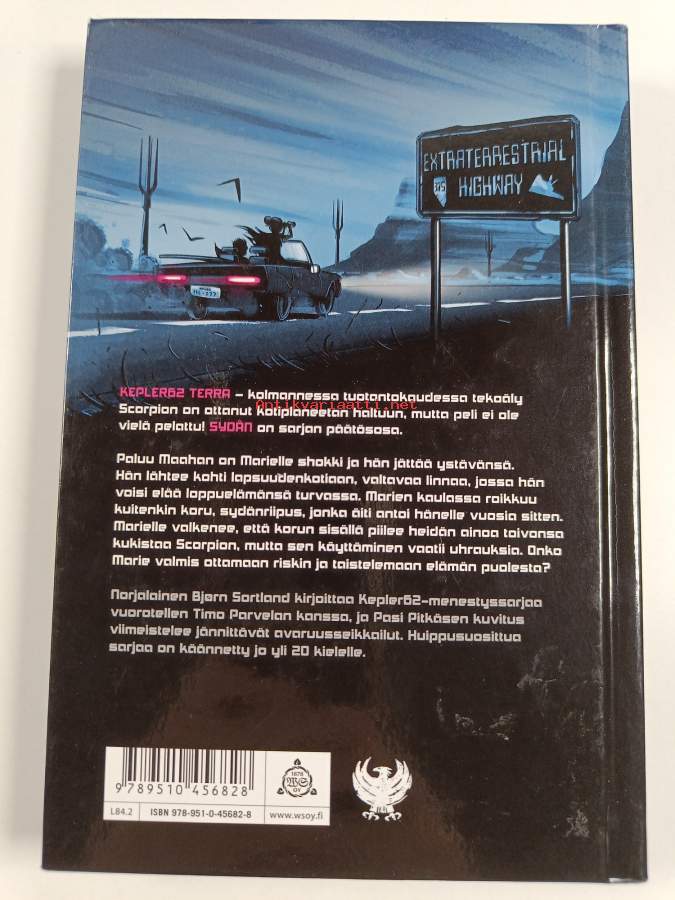 EXTRATERRESTRIAL
HIGHWAY
375
KEPLER62 TERRA – kolmannessa tuotantokaudessa tekoäly
Scorpion on ottanut kotiplaneetan haltuun, mutta peli ei ole
Antikvariaatti.net
vielä pelattu! SYDÄN on sarjan päätösosa.
Paluu Maahan on Marielle shokki ja hän jättää ystävänsä.
Hän lähtee kohti lapsuudenkotiaan, valtavaa linnaa, jossa hän
voisi elää loppuelämänsä turvassa. Marien kaulassa roikkuu
kuitenkin koru, sydänriipus, jonka äiti antoi hänelle vuosia sitten.
Marielle valkenee, että korun sisällä piilee heidän ainoa toivonsa
kukistaa Scorpion, mutta sen käyttäminen vaatii uhrauksia. Onko
Marie valmis ottamaan riskin ja taistelemaan elämän puolesta?
Norjalainen Bjørn Sortland kirjoittaa Kepler62-menestyssarjaa
vuorotellen Timo Parvelan kanssa, ja Pasi Pitkäsen kuvitus
viimeistelee jännittävät avaruusseikkailut. Huippusuosittua
sarjaa on käännetty jo yli 20 kielelle.
9 789510 456828
L84.2
ISBN 978-951-0-45682-8
1878
WS
OY
www.wsoy.fi